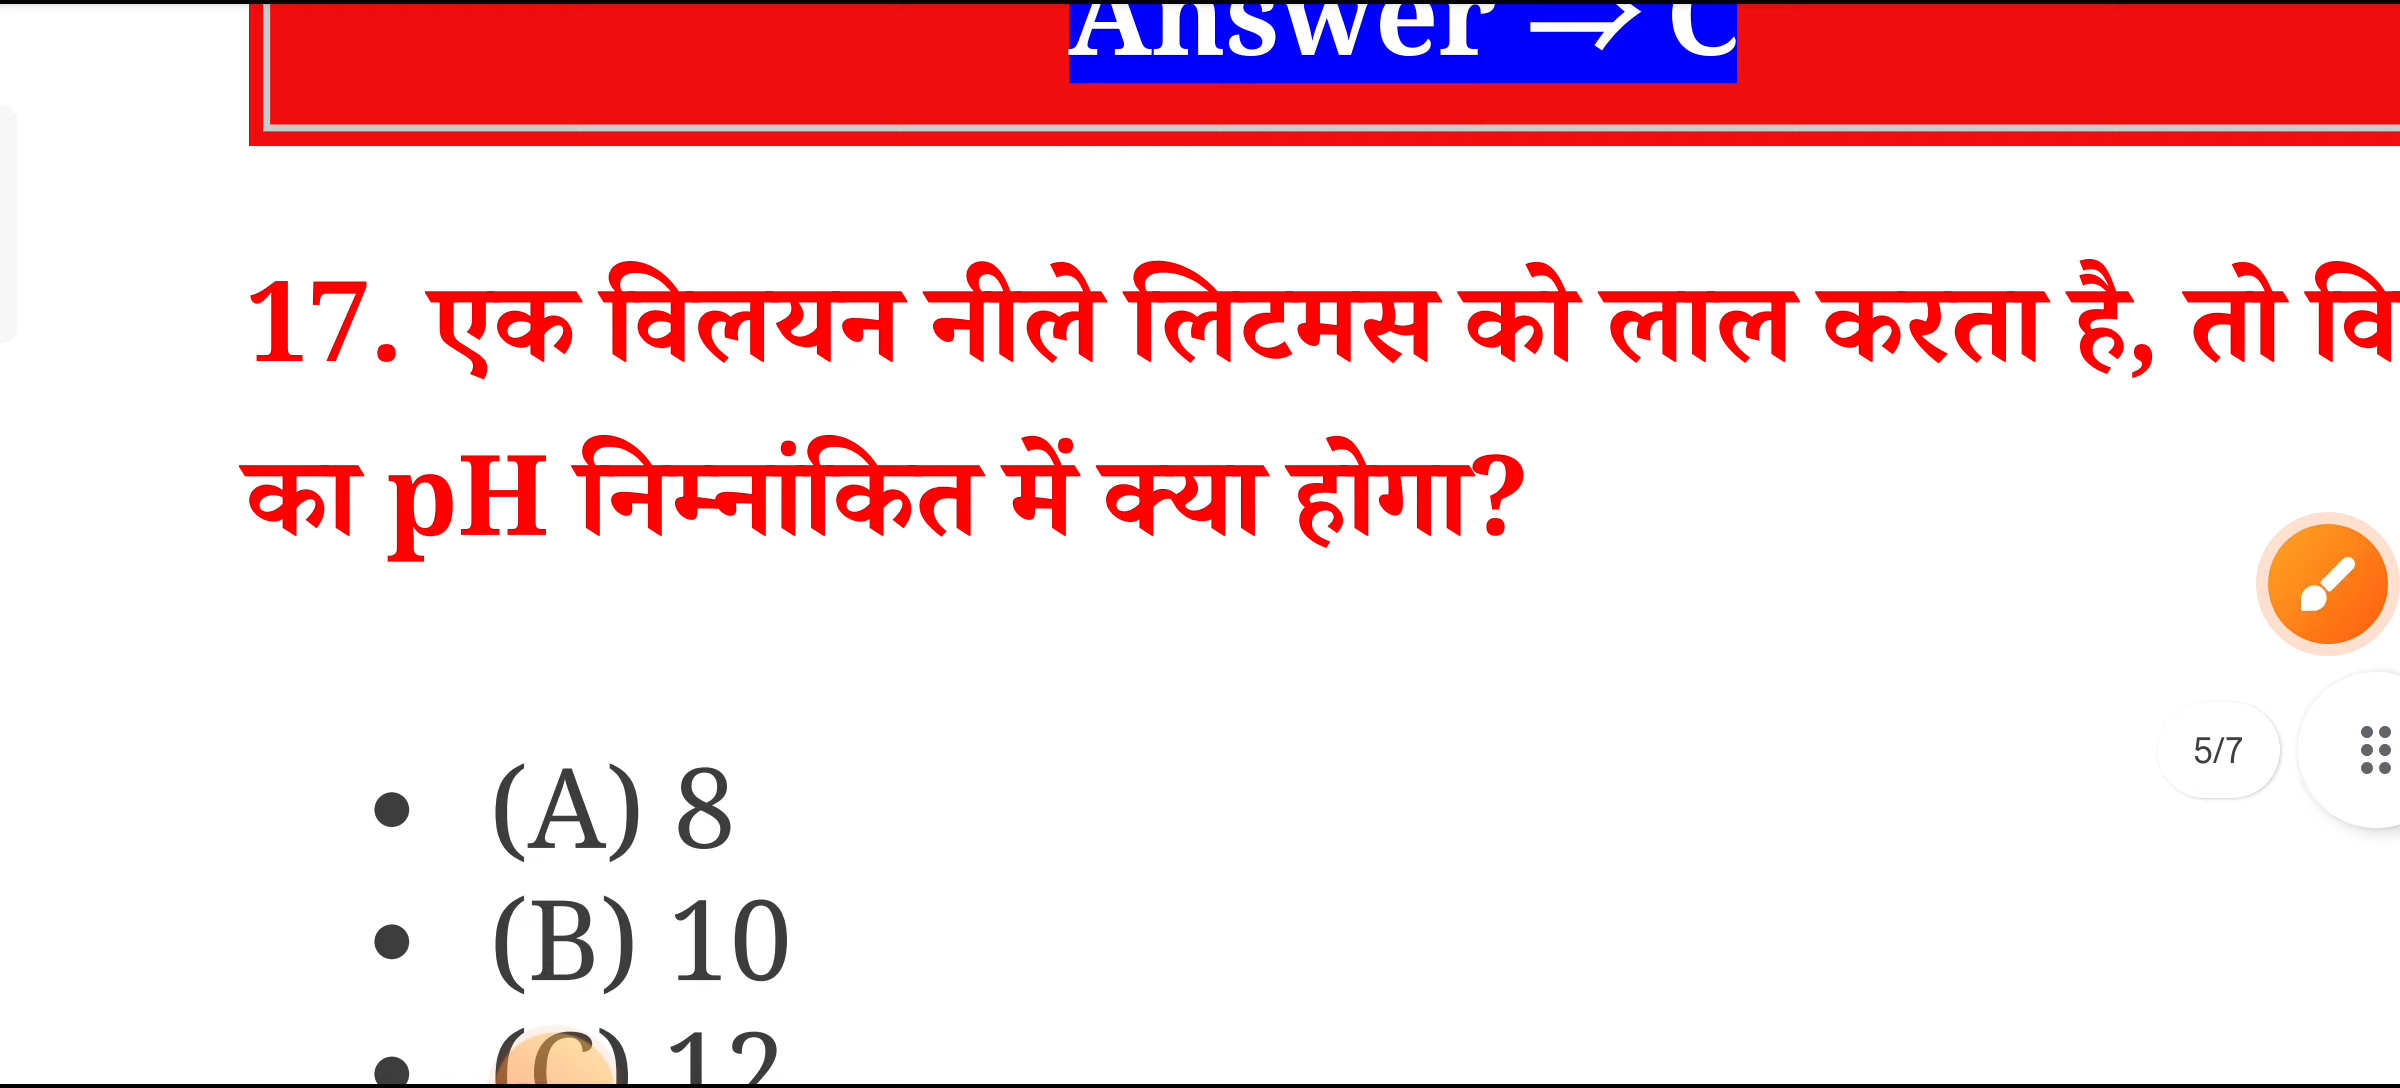 Answer ⇒ C
17. एक विलयन नीले लिटमस को लाल करता है, तो वि
का pH निम्नांकित में क्या होगा?
• (A) 8
• (B) 10
5/7
• (C) 12